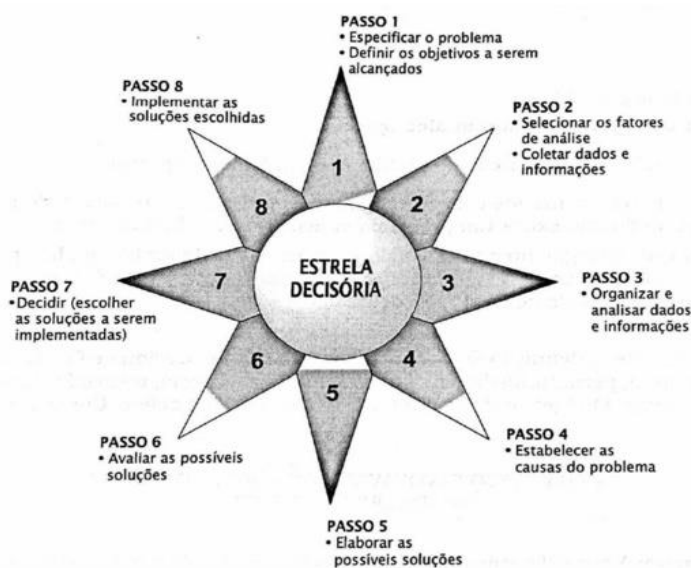 PASSO 1
• Especificar o problema
• Definir os objetivos a serem
alcançados
PASSO 2
• Selecionar os fatores
de análise
• Coletar dados e
informações
PASSO 3
• Organizar e
analisar dados
e informações
PASSO 4
• Estabelecer as
causas do problema
PASSO 5
• Elaborar as
possíveis soluções
PASSO 6
• Avaliar as possíveis
soluções
PASSO 7
• Decidir (escolher
as soluções a serem
implementadas)
PASSO 8
• Implementar as
soluções escolhidas
1
2
3
4
5
6
7
8
ESTRELA
DECISÓRIA